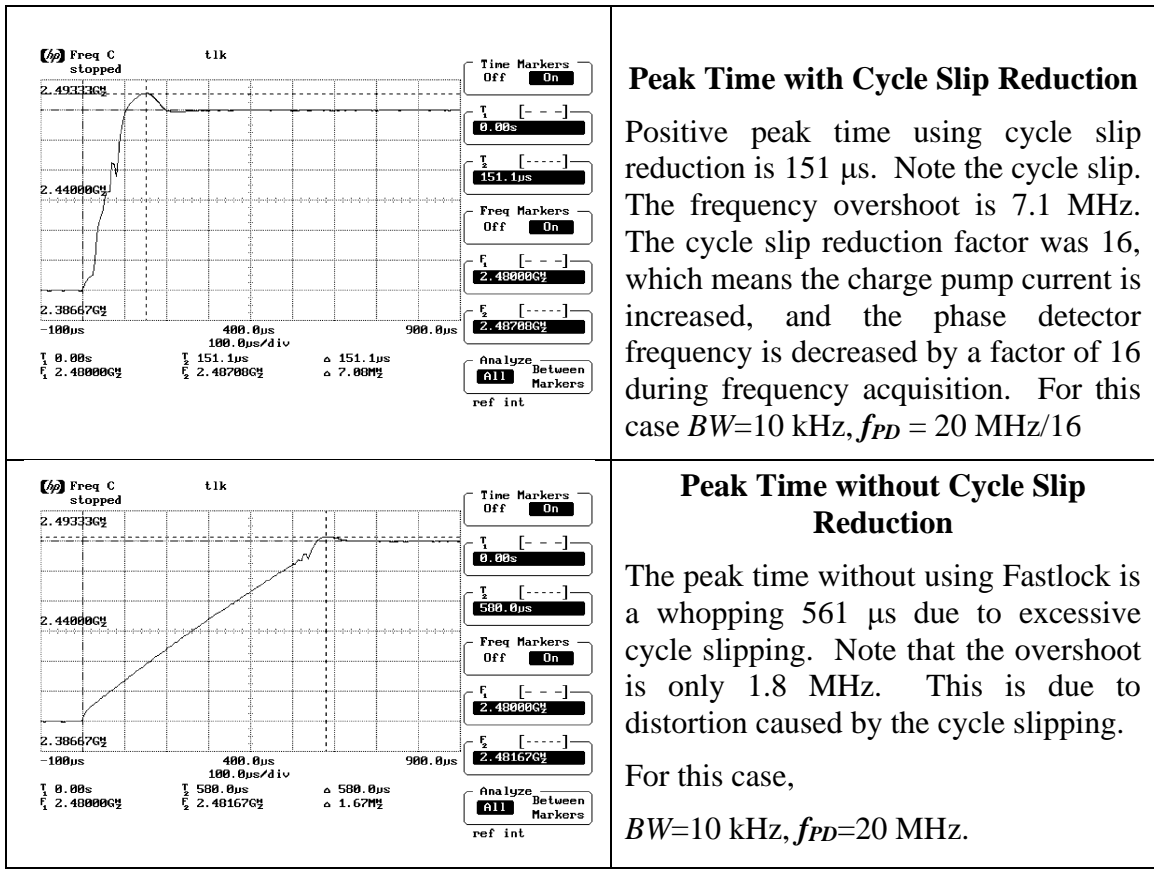 hp Freq C tlk
stopped
2.49333GHz
2.44000GHz
2.38667GHz
-100µs 400.0µs 900.0µs
100.0µs/div
T1 0.00s T2 151.1µs △ 151.1µs
F1 2.48000GHz F2 2.48708GHz △ 7.08MHz
Time Markers
Off On
T1 [- - -]
0.00s
T2 [-----]
151.1µs
Freq Markers
Off On
F1 [- - -]
2.48000GHz
F2 [-----]
2.48708GHz
Analyze
All Between
Markers
ref int
Peak Time with Cycle Slip Reduction
Positive peak time using cycle slip
reduction is 151 μs. Note the cycle slip.
The frequency overshoot is 7.1 MHz.
The cycle slip reduction factor was 16,
which means the charge pump current is
increased, and the phase detector
frequency is decreased by a factor of 16
during frequency acquisition. For this
case BW=10 kHz, fPD = 20 MHz/16
hp Freq C tlk
stopped
2.49333GHz
2.44000GHz
2.38667GHz
-100µs 400.0µs 900.0µs
100.0µs/div
T1 0.00s T2 580.0µs △ 580.0µs
F1 2.48000GHz F2 2.48167GHz △ 1.67MHz
Time Markers
Off On
T1 [- - -]
0.00s
T2 [-----]
580.0µs
Freq Markers
Off On
F1 [- - -]
2.48000GHz
F2 [-----]
2.48167GHz
Analyze
All Between
Markers
ref int
Peak Time without Cycle Slip
Reduction
The peak time without using Fastlock is
a whopping 561 μs due to excessive
cycle slipping. Note that the overshoot
is only 1.8 MHz. This is due to
distortion caused by the cycle slipping.
For this case,
BW=10 kHz, fPD=20 MHz.